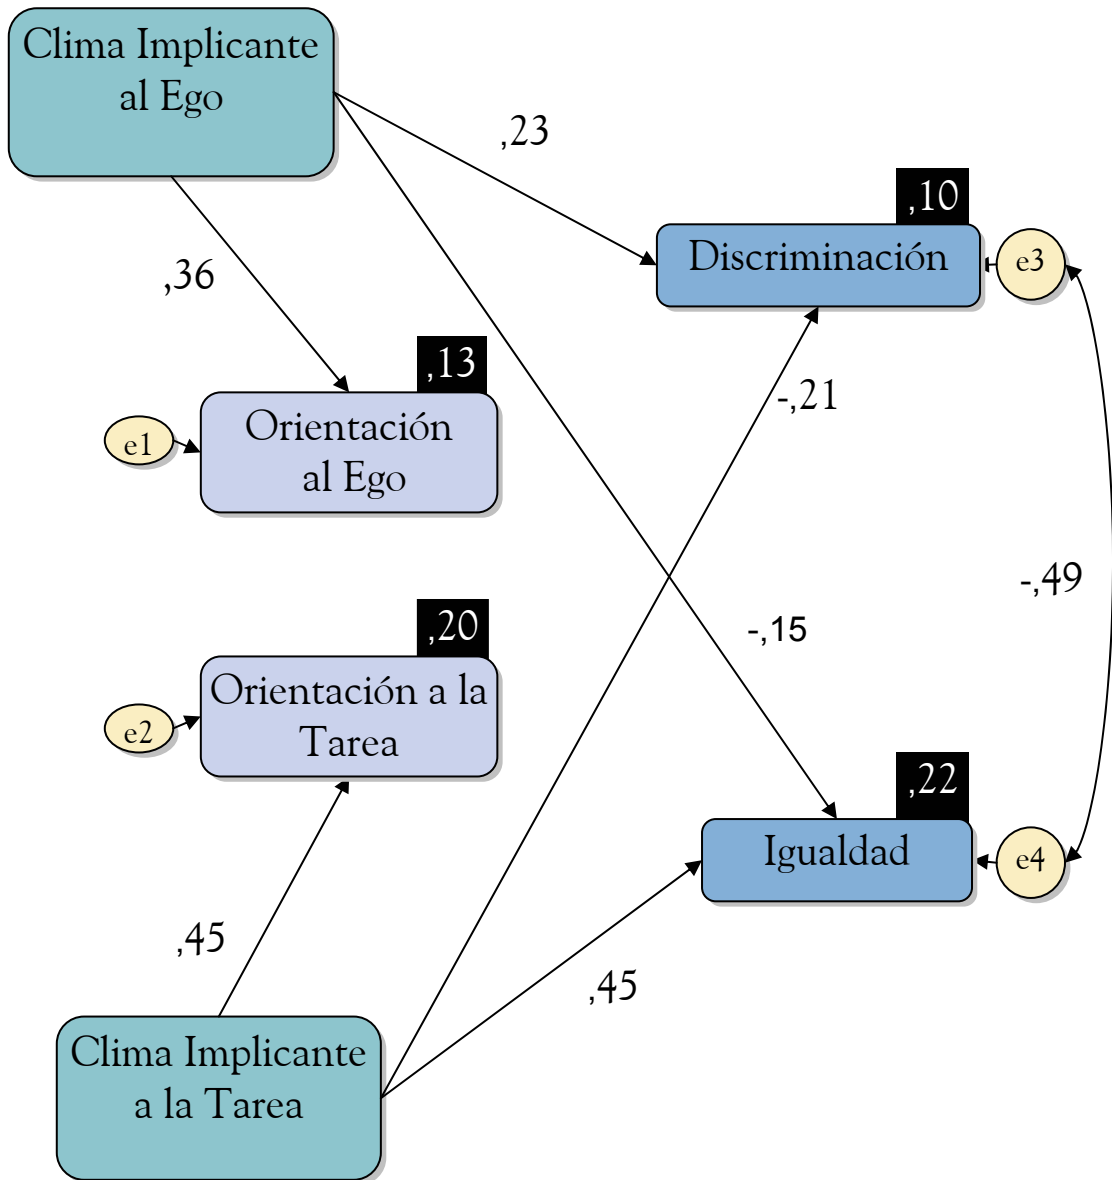 Clima Implicante
al Ego
,23
,10
Discriminación
e3
,36
,13
-,21
Orientación
al Ego
e1
-,49
,20
-,15
Orientación a la
Tarea
e2
,22
Igualdad
e4
,45
,45
Clima Implicante
a la Tarea